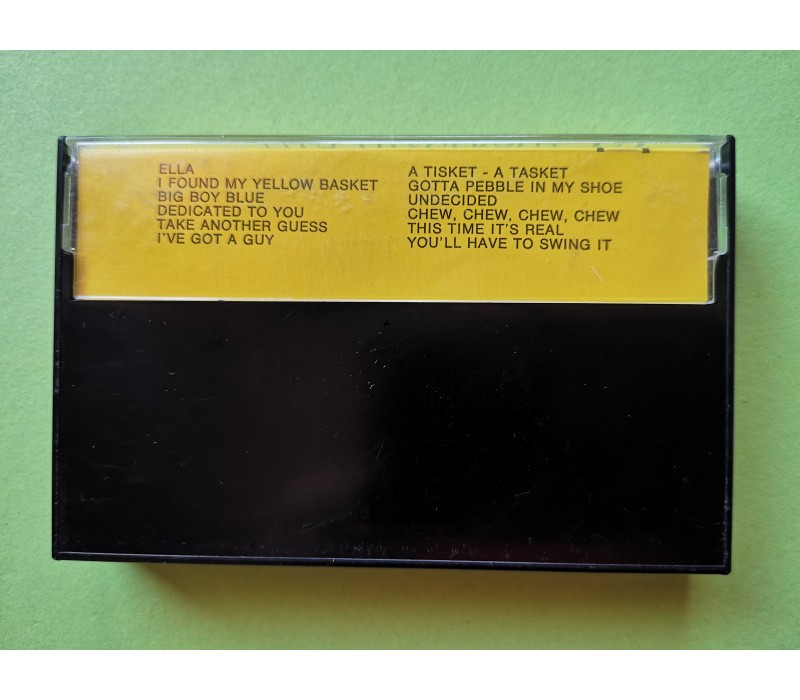 ELLA
I FOUND MY YELLOW BASKET
BIG BOY BLUE
DEDICATED TO YOU
TAKE ANOTHER GUESS
I'VE GOT A GUY
A TISKET - A TASKET
GOTTA PEBBLE IN MY SHOE
UNDECIDED
CHEW, CHEW, CHEW, CHEW
THIS TIME IT'S REAL
YOU'LL HAVE TO SWING IT